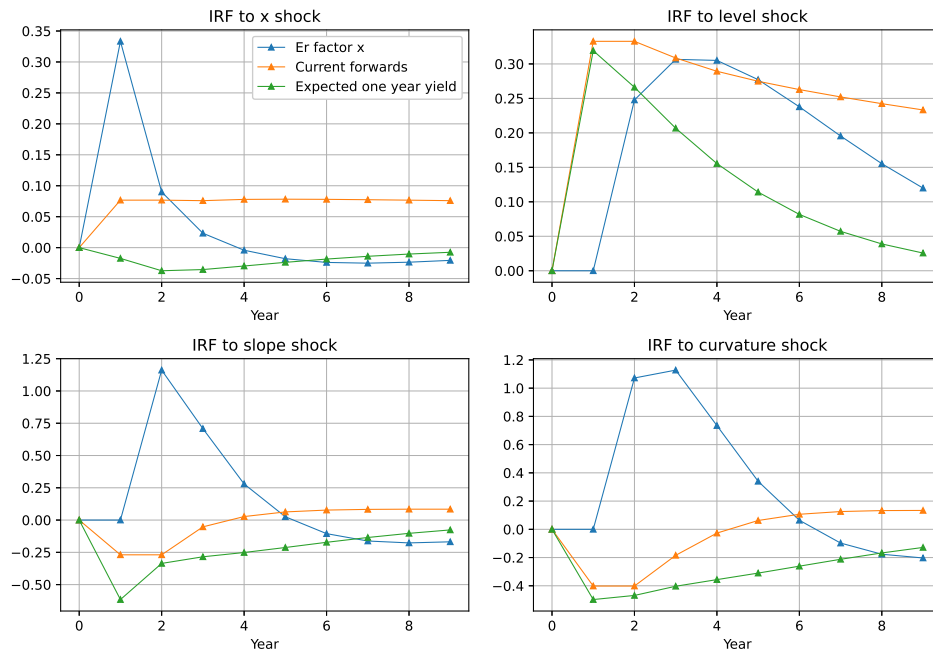 IRF to x shock
0.35
0.30
0.25
0.20
0.15
0.10
0.05
0.00
−0.05
Er factor x
Current forwards
Expected one year yield
0 2 4 6 8
Year
IRF to level shock
0.30
0.25
0.20
0.15
0.10
0.05
0.00
0 2 4 6 8
Year
IRF to slope shock
1.25
1.00
0.75
0.50
0.25
0.00
−0.25
−0.50
0 2 4 6 8
Year
IRF to curvature shock
1.2
1.0
0.8
0.6
0.4
0.2
0.0
−0.2
−0.4
0 2 4 6 8
Year